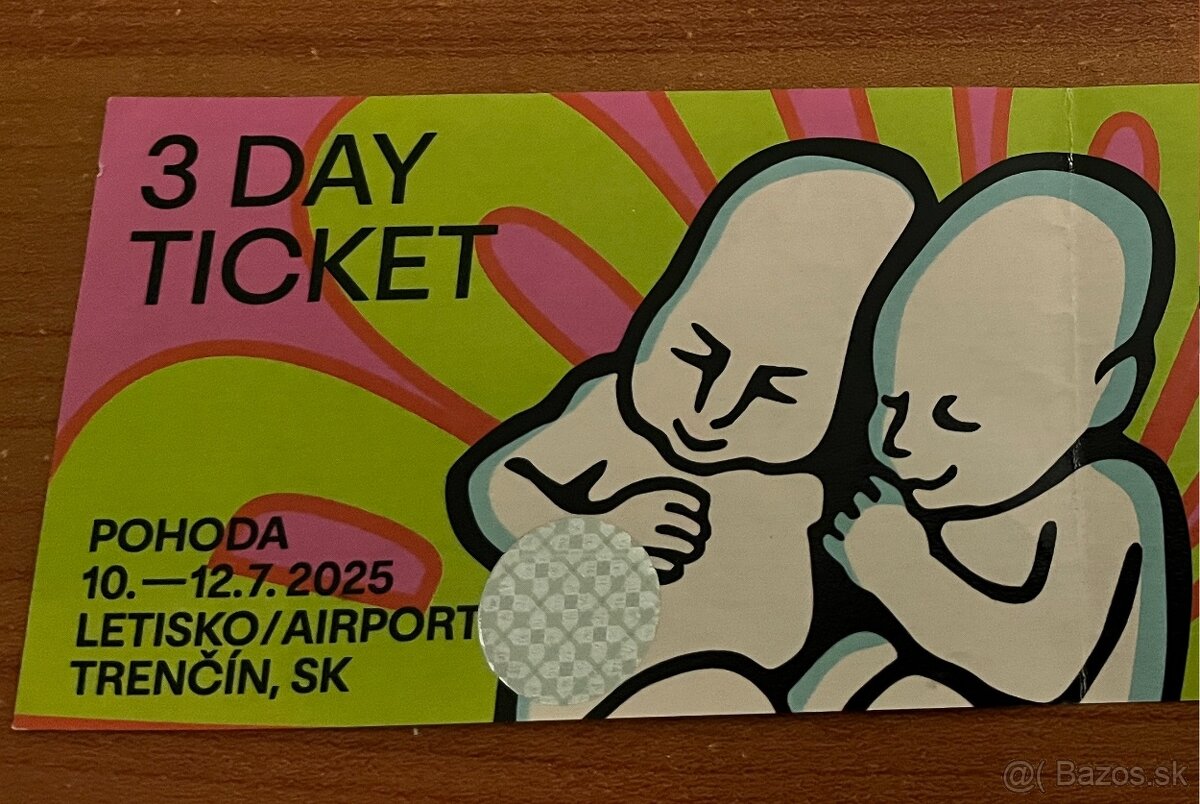 3 DAY
TICKET
POHODA
10.—12.7. 2025
LETISKO/AIRPORT
TRENČÍN, SK
@( Bazos.sk